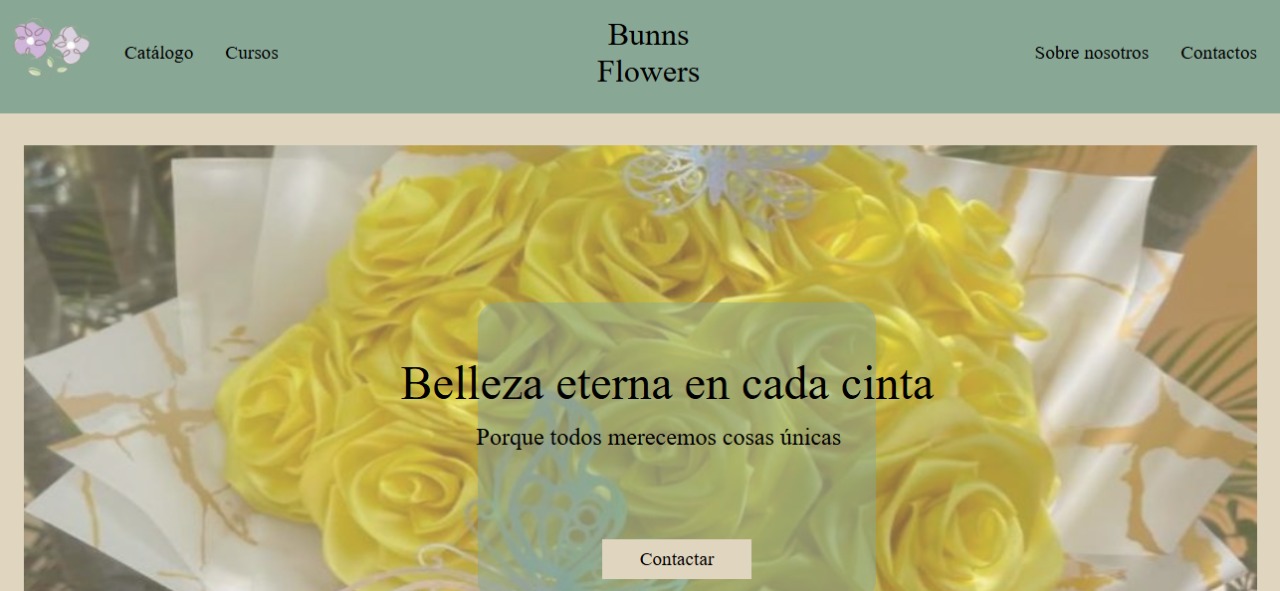 Catálogo
Cursos
Bunns
Flowers
Sobre nosotros
Contactos
Belleza eterna en cada cinta
Porque todos merecemos cosas únicas
Contactar